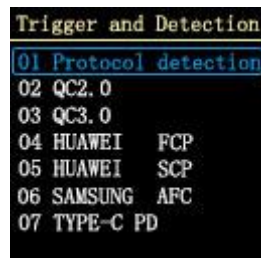 Trigger and Detection
01 Protocol detection
02 QC2.0
03 QC3.0
04 HUAWEI FCP
05 HUAWEI SCP
06 SAMSUNG AFC
07 TYPE-C PD